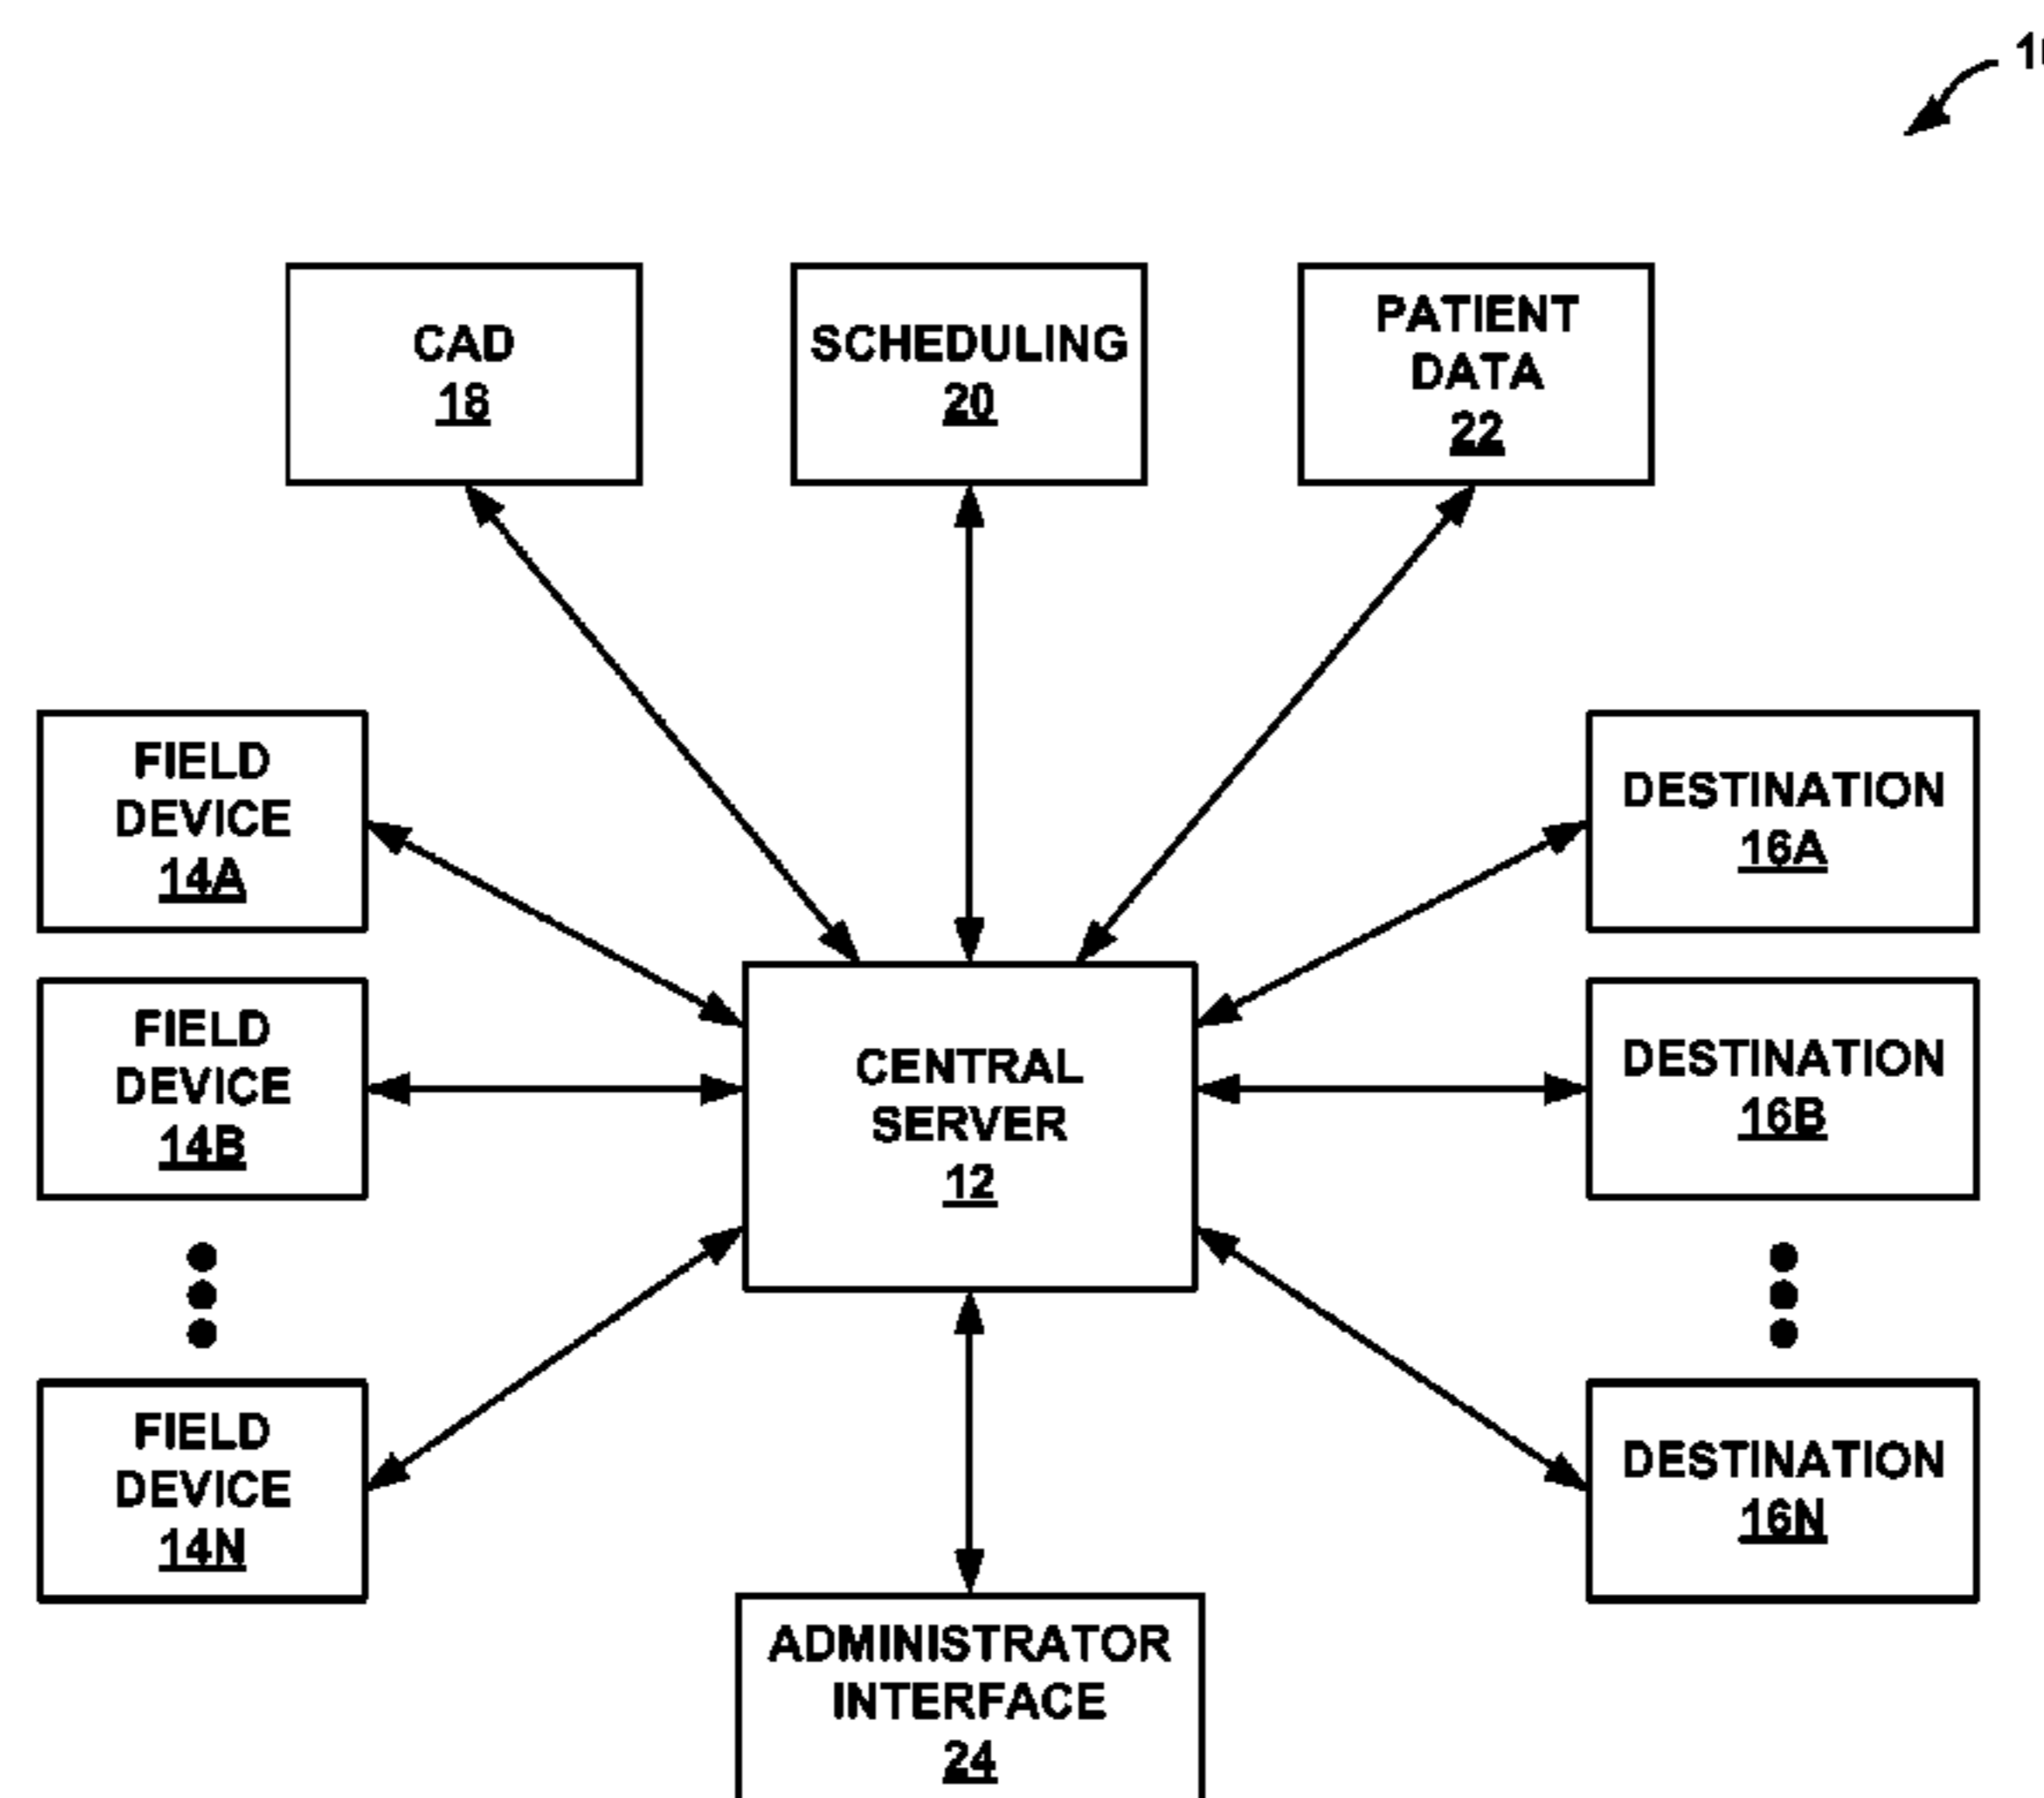 CAD
18
SCHEDULING
20
PATIENT
DATA
22
FIELD
DEVICE
14A
DESTINATION
16A
FIELD
DEVICE
14B
CENTRAL
SERVER
12
DESTINATION
16B
FIELD
DEVICE
14N
DESTINATION
16N
ADMINISTRATOR
INTERFACE
24